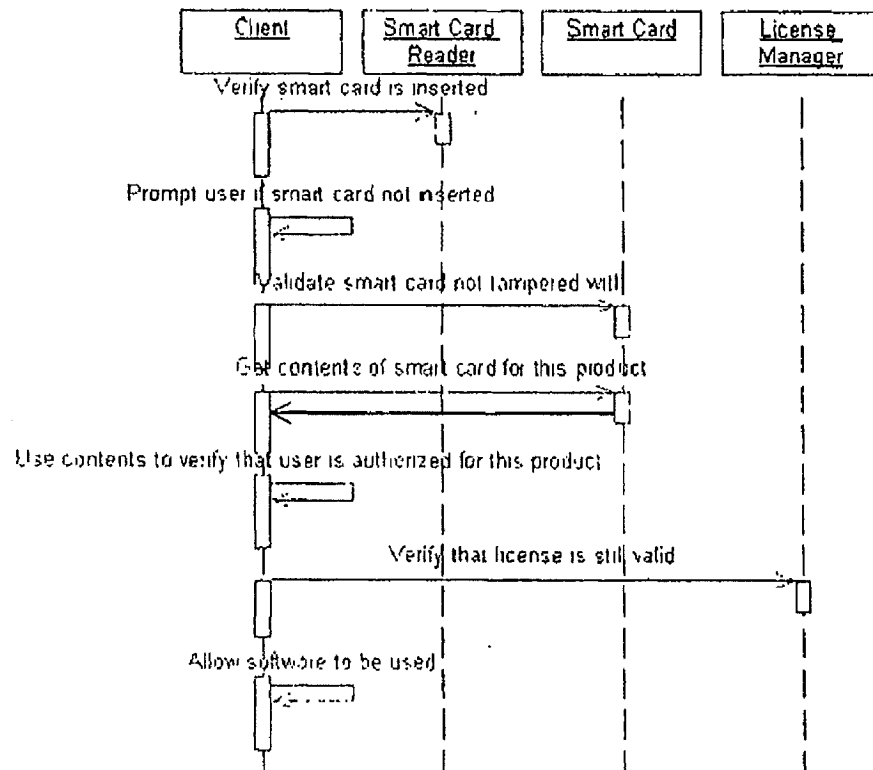 Client
Smart Card
Reader
Smart Card
License
Manager
Verify smart card is inserted
Prompt user if smart card not inserted
Validate smart card not tampered will
Get contents of smart card for this product
Use contents to verify that user is authorized for this product
Verify that license is still valid
Allow software to be used